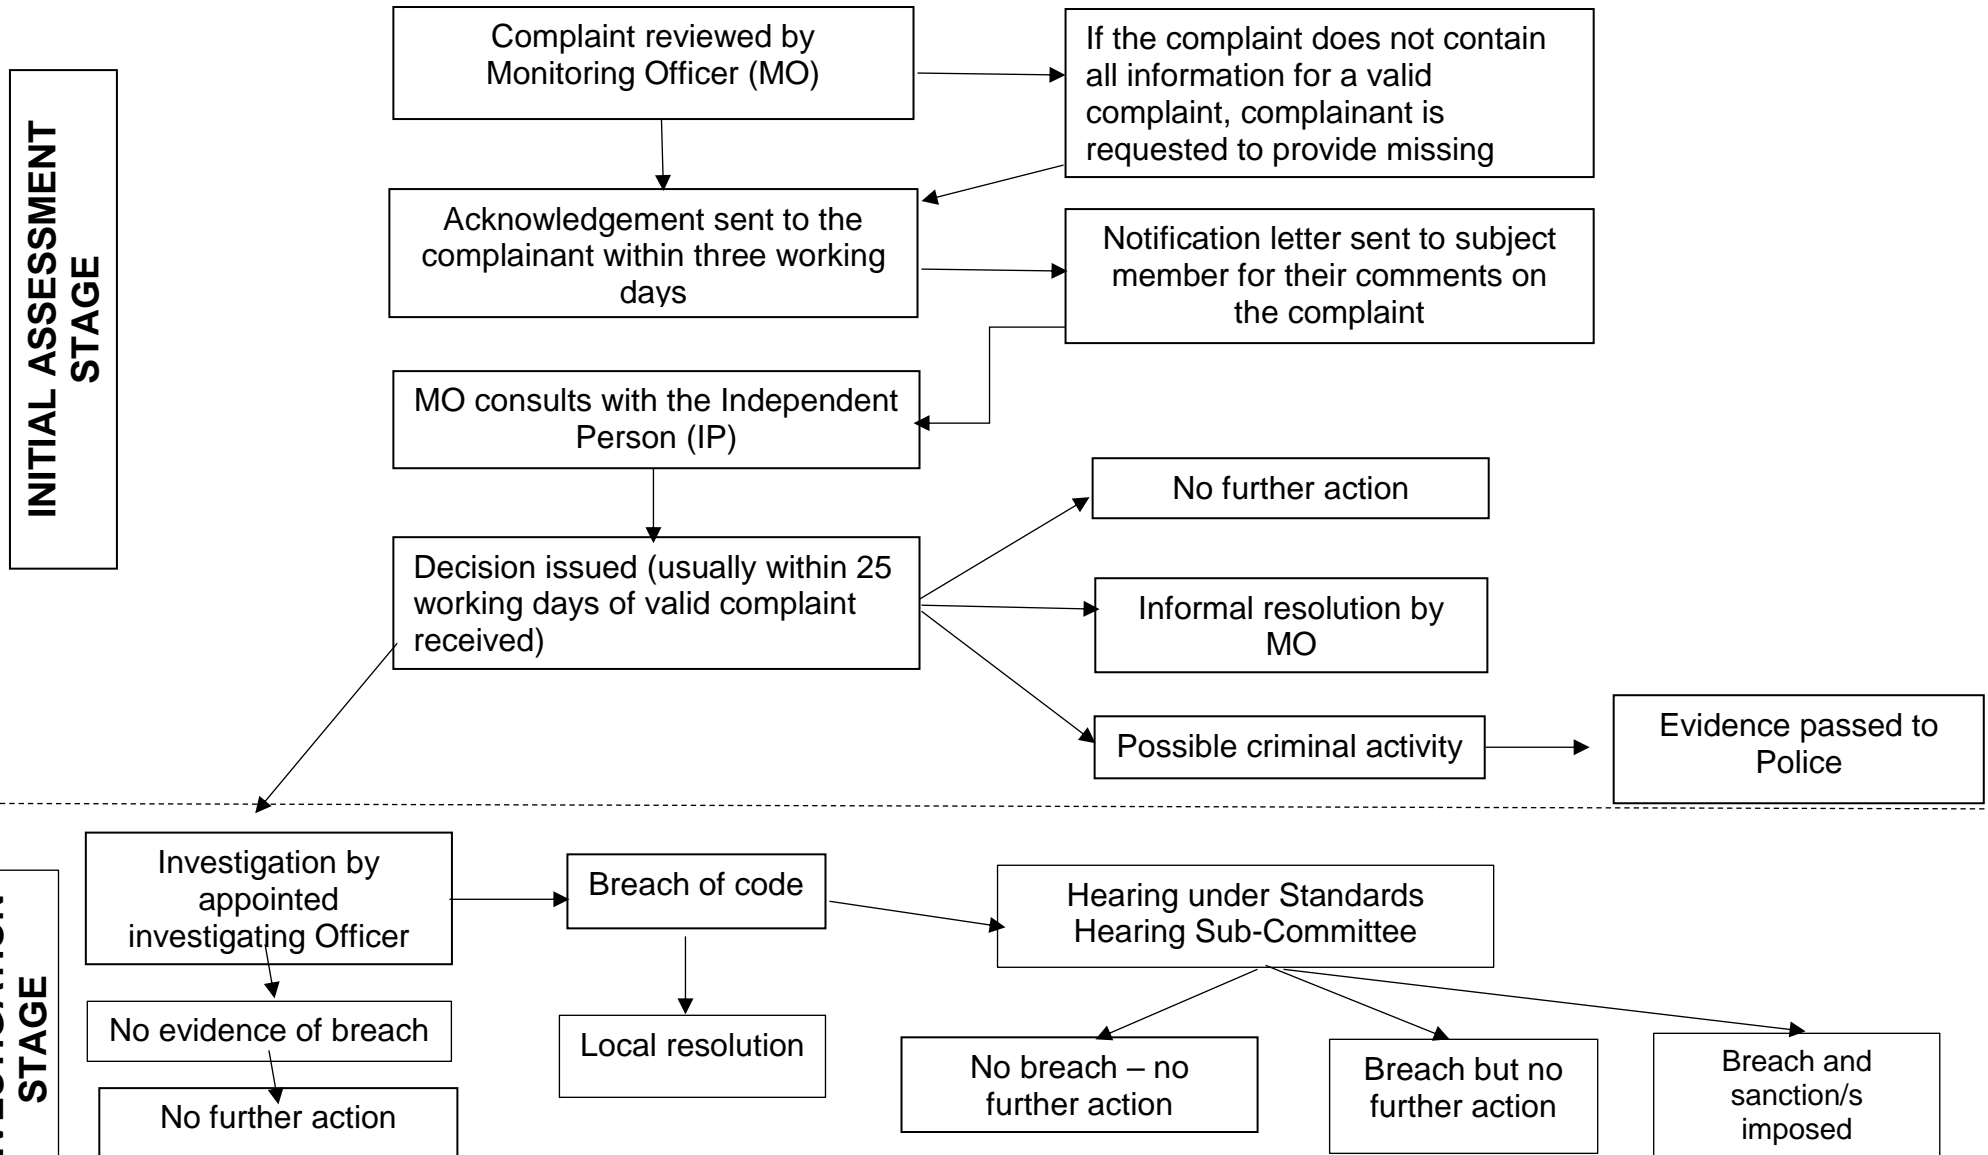 INITIAL ASSESSMENT
STAGE
Complaint reviewed by
Monitoring Officer (MO)
If the complaint does not contain
all information for a valid
complaint, complainant is
requested to provide missing
Acknowledgement sent to the
complainant within three working
days
Notification letter sent to subject
member for their comments on
the complaint
MO consults with the Independent
Person (IP)
Decision issued (usually within 25
working days of valid complaint
received)
No further action
Informal resolution by
MO
Possible criminal activity
Evidence passed to
Police
STAGE
Investigation by
appointed
investigating Officer
Breach of code
Hearing under Standards
Hearing Sub-Committee
No evidence of breach
Local resolution
No further action
No breach – no
further action
Breach but no
further action
Breach and
sanction/s
imposed